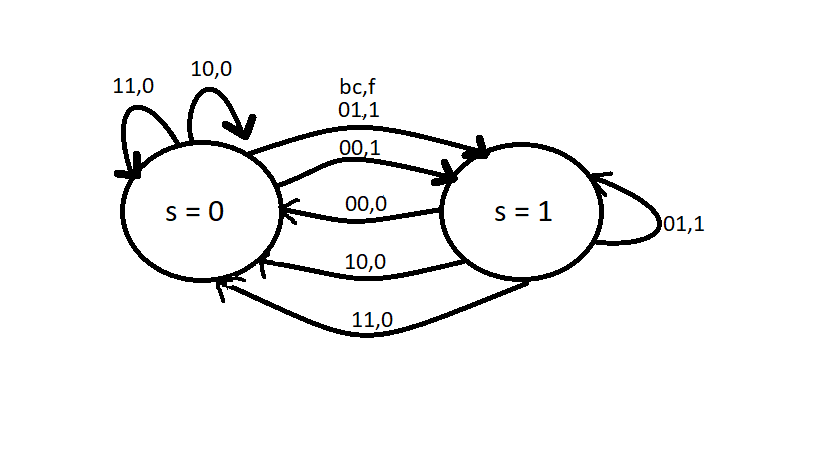 10,0
11,0
bc,f
01,1
00,1
00,0
s = 0
s = 1
01,1
10,0
11,0